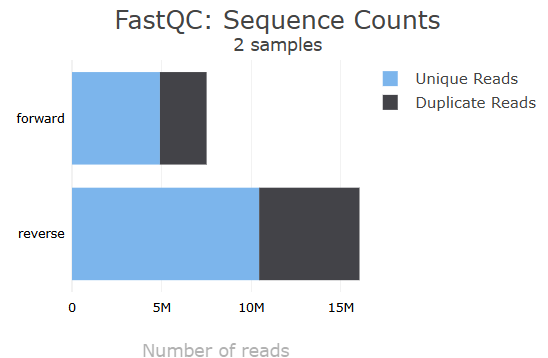 FastQC: Sequence Counts
2 samples
Unique Reads
Duplicate Reads
forward
reverse
0 5M 10M 15M
Number of reads